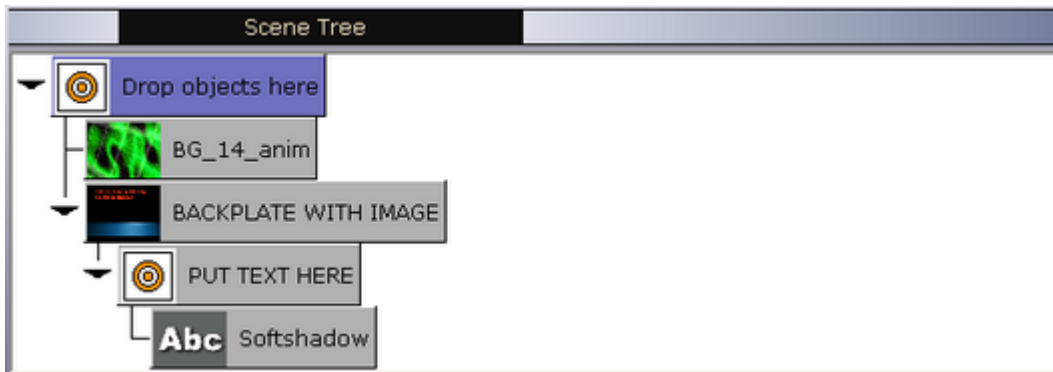 Scene Tree
Drop objects here
BG_14_anim
BACKPLATE WITH IMAGE
PUT TEXT HERE
Abc Softshadow